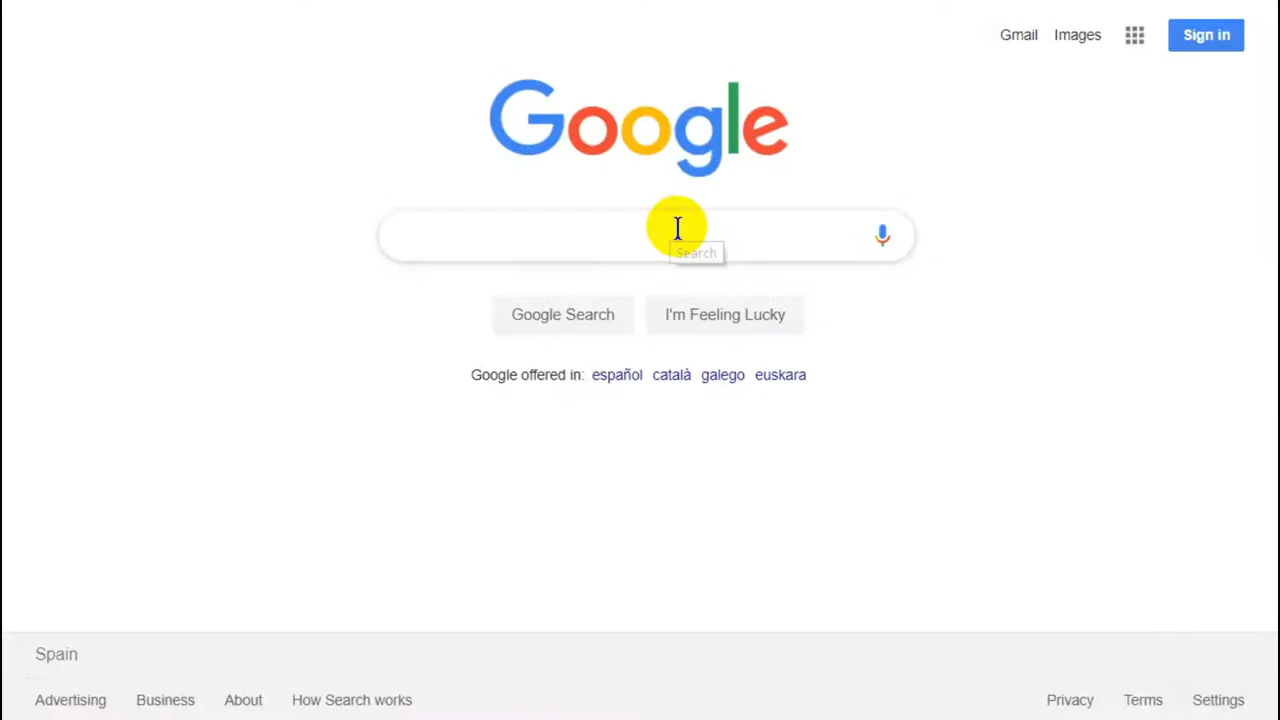 Gmail Images Sign in
Google
Search
Google Search I'm Feeling Lucky
Google offered in: español català galego euskara
Spain
Advertising Business About How Search works Privacy Terms Settings